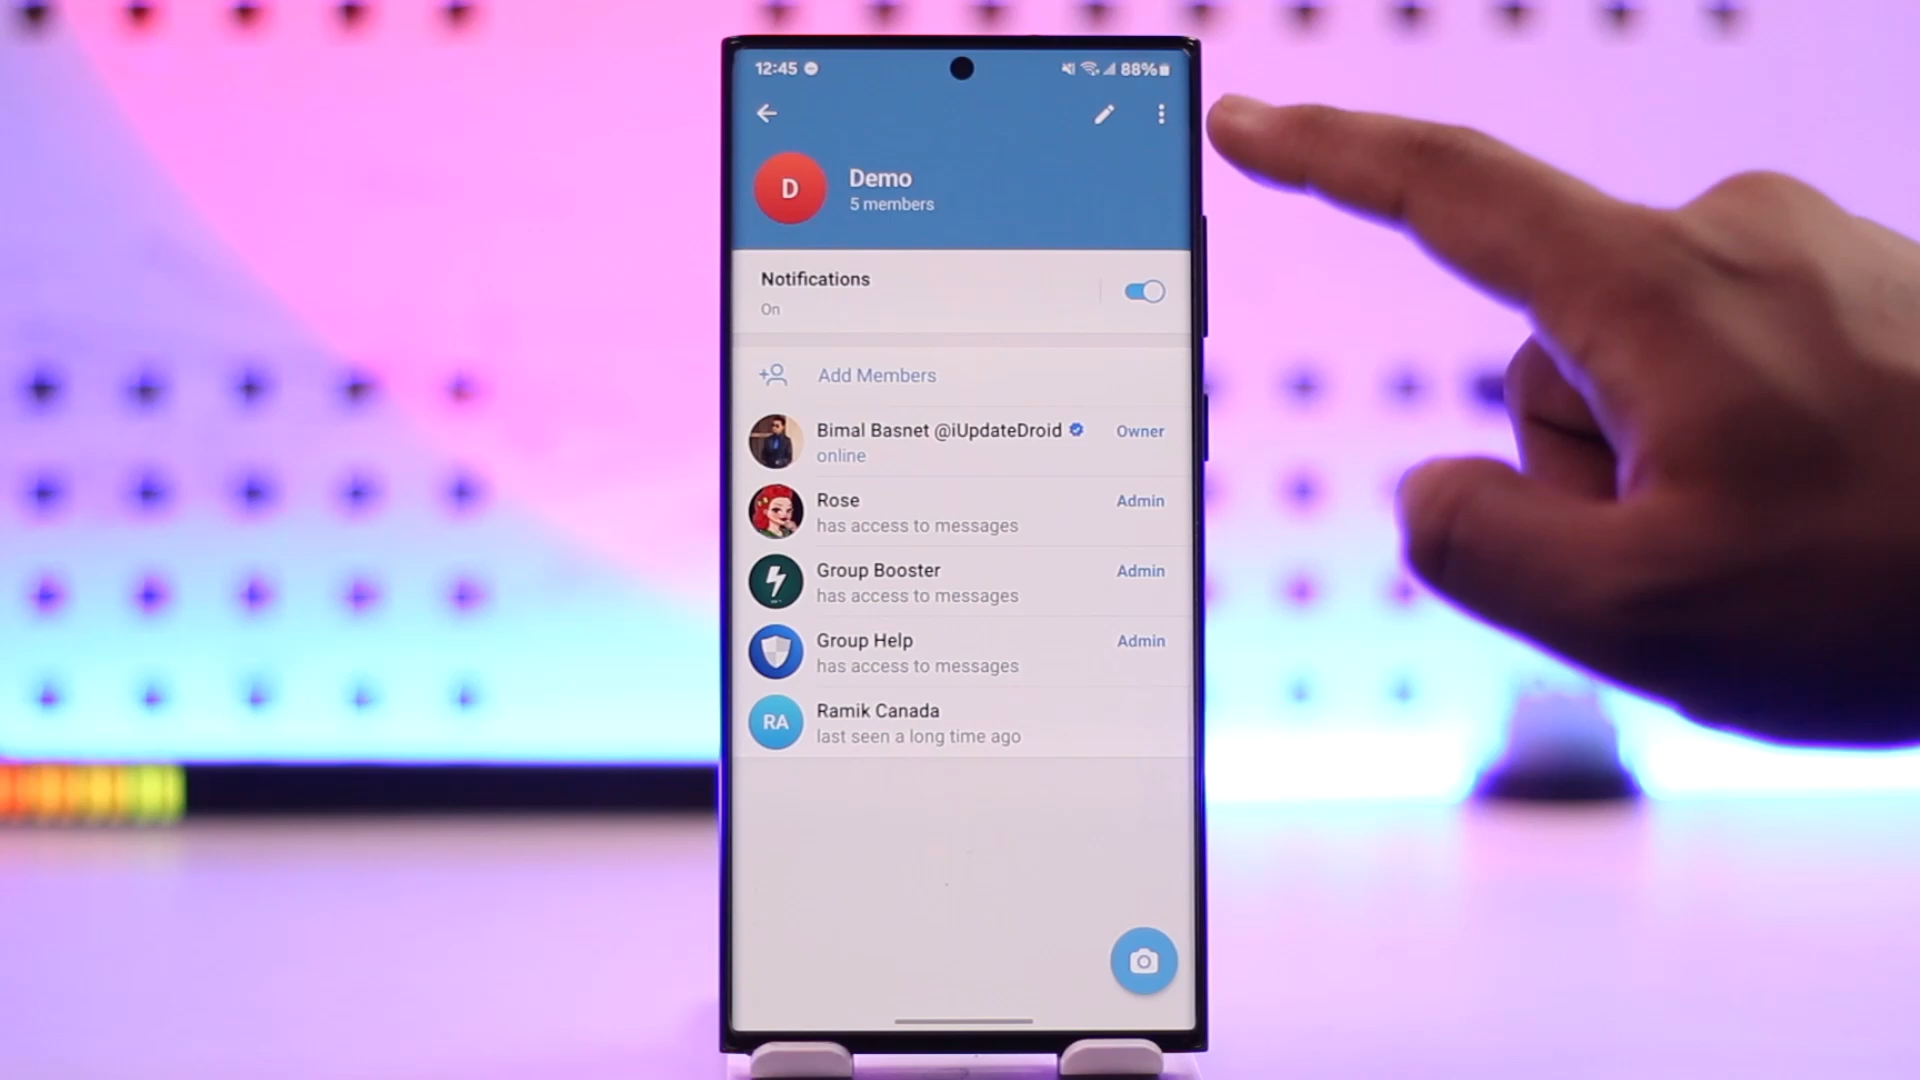 12:45
88%
D
Demo
5 members
Notifications
On
Add Members
Bimal Basnet @iUpdateDroid
Owner
online
Rose
Admin
has access to messages
Group Booster
Admin
has access to messages
Group Help
Admin
has access to messages
RA
Ramik Canada
last seen a long time ago